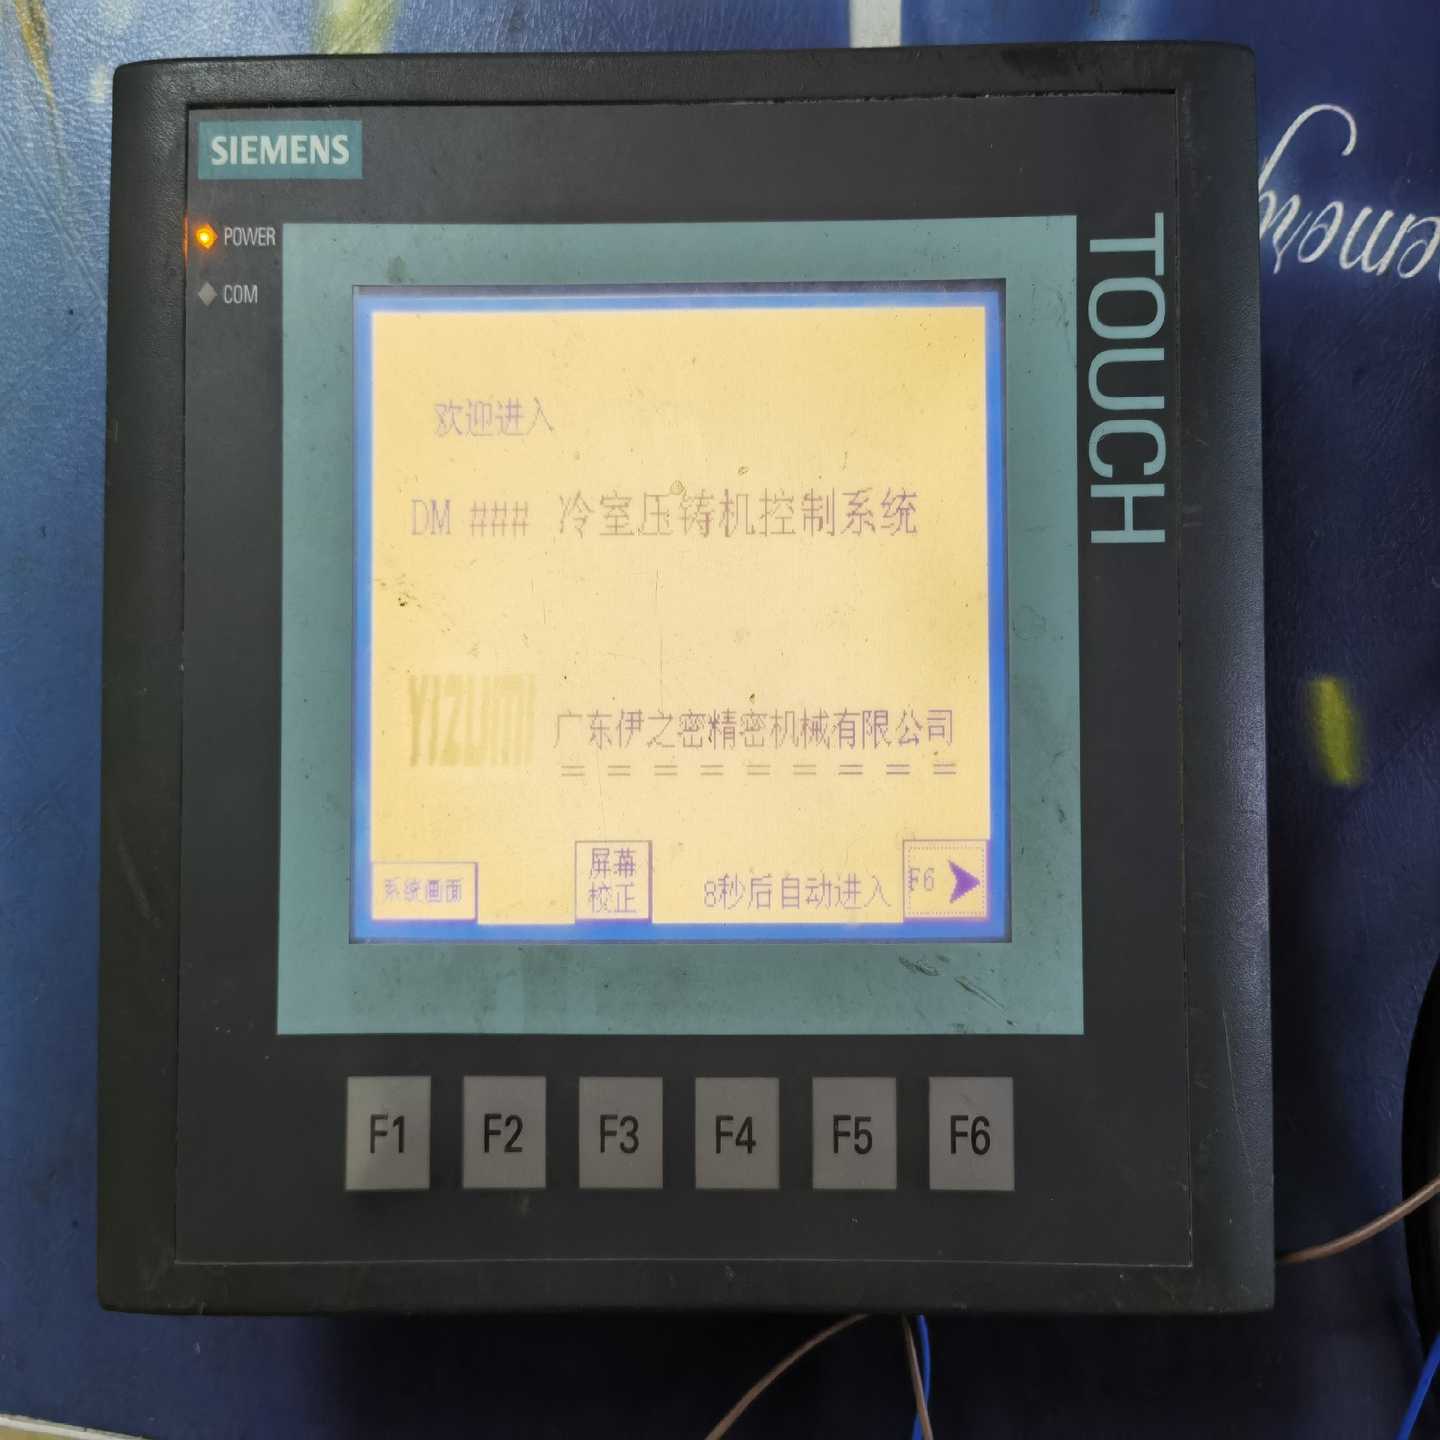 SIEMENS
POWER
COM
TOUCH
欢迎进入
DM ### 冷室压铸机控制系统
YIZUMI 广东伊之密精密机械有限公司
= = = = = = = = =
系统画面
屏幕
校正
8秒后自动进入
F6
F1 F2 F3 F4 F5 F6